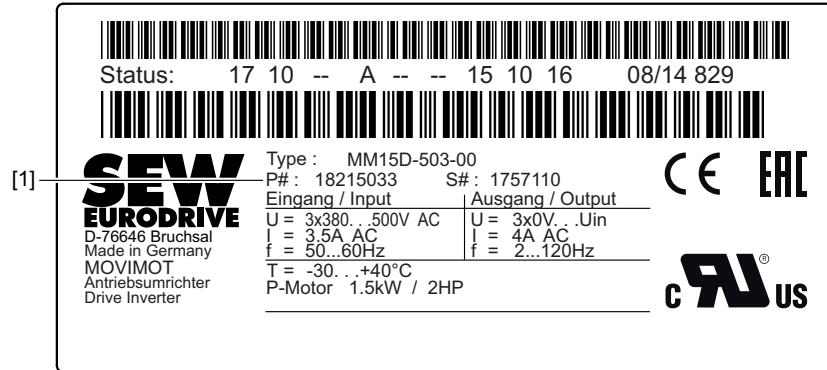 Status: 17 10 -- A -- -- 15 10 16 08/14 829
Type : MM15D-503-00
[1]
P# : 18215033 S# : 1757110
SEW
EURODRIVE
D-76646 Bruchsal
Made in Germany
MOVIMOT
Antriebsumrichter
Drive Inverter
Eingang / Input
U = 3x380. . .500V AC
I = 3.5A AC
f = 50...60Hz
Ausgang / Output
U = 3x0V. . .Uin
I = 4A AC
f = 2...120Hz
T = -30. . .+40°C
P-Motor 1.5kW / 2HP
CE EAC
c RU ® US